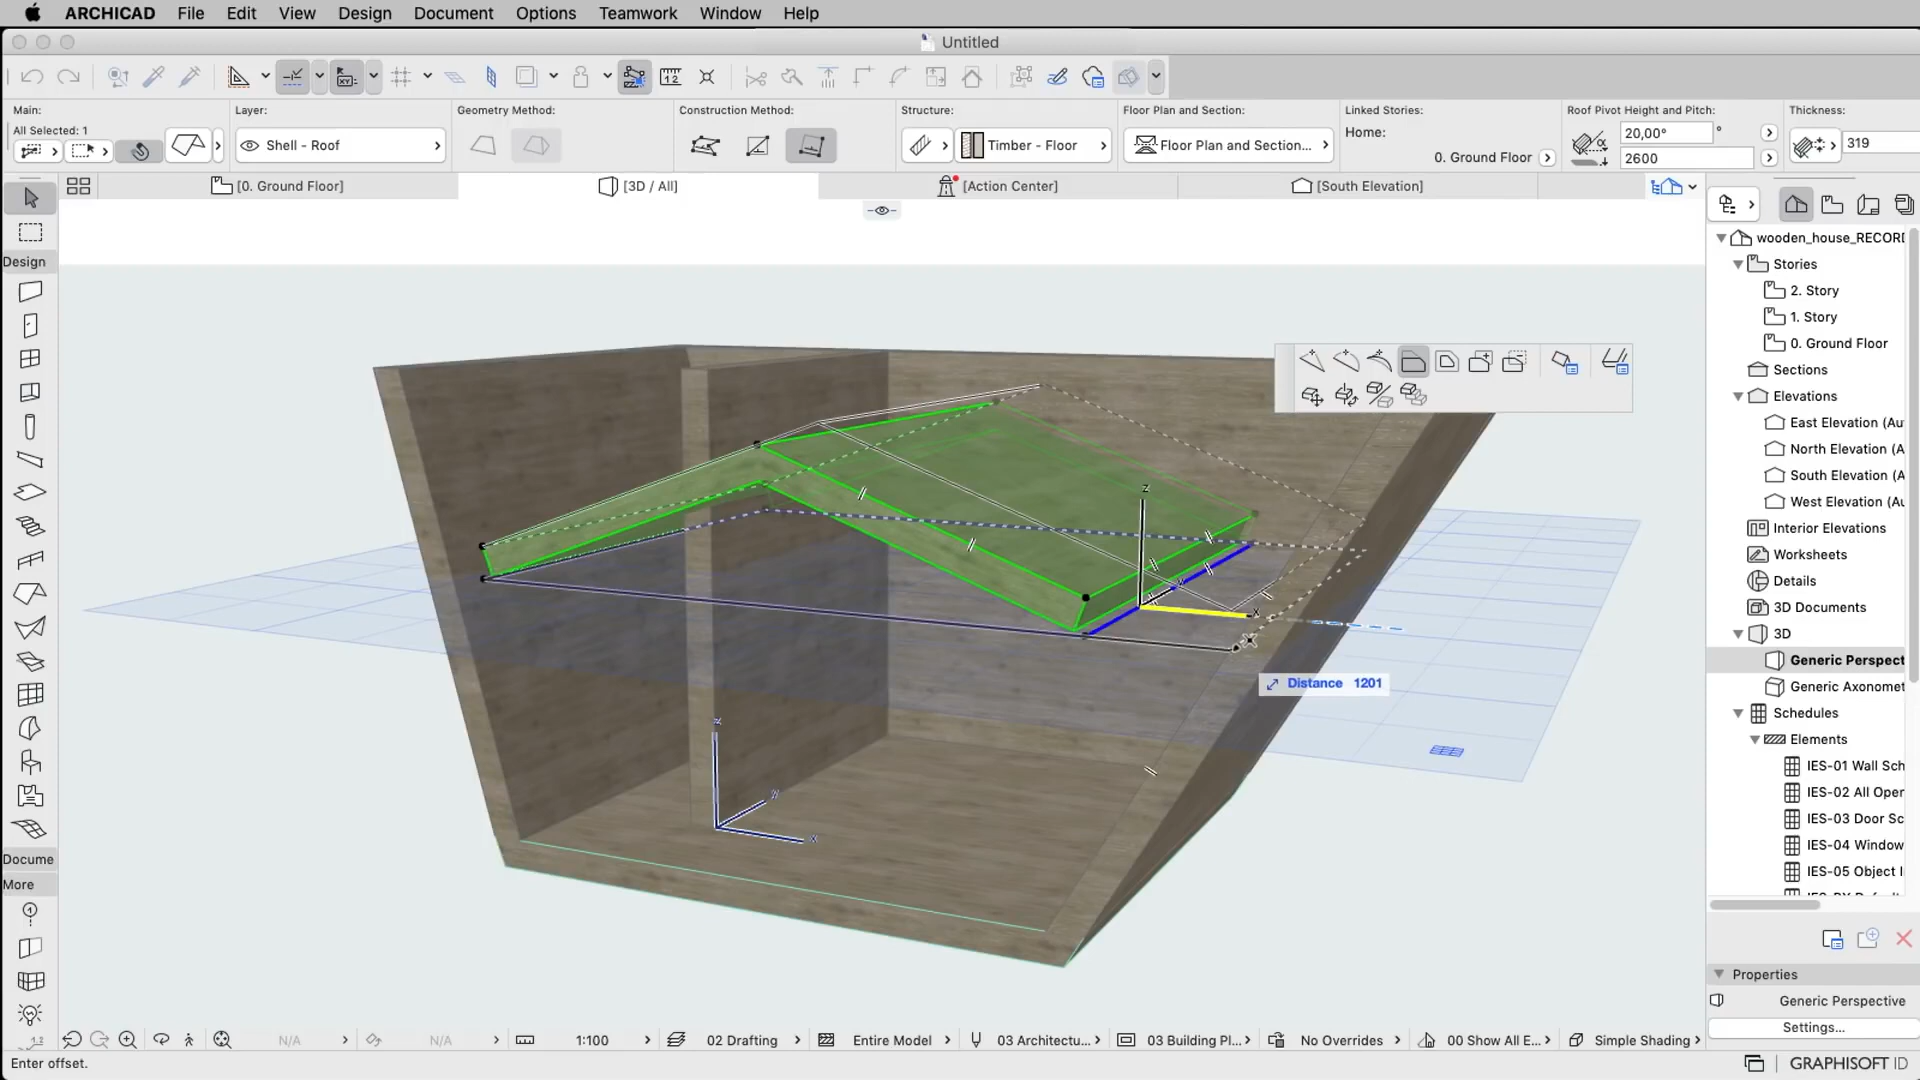 ARCHICAD File Edit View Design Document Options Teamwork Window Help
Untitled
Main:
All Selected: 1
Layer:
Shell - Roof
Geometry Method:
Construction Method:
Structure:
Timber - Floor
Floor Plan and Section:
Floor Plan and Section...
Linked Stories:
Home:
0. Ground Floor
Roof Pivot Height and Pitch:
20,00°
°
2600
Thickness:
319
[0. Ground Floor]
[3D / All]
[Action Center]
[South Elevation]
Design
Docume
More
1.2
z
x
y
Distance 1201
z
y
x
wooden_house_RECORD
Stories
2. Story
1. Story
0. Ground Floor
Sections
Elevations
East Elevation (Au
North Elevation (A
South Elevation (A
West Elevation (Au
Interior Elevations
Worksheets
Details
3D Documents
3D
Generic Perspect
Generic Axonomet
Schedules
Elements
IES-01 Wall Sch
IES-02 All Oper
IES-03 Door Sc
IES-04 Window
IES-05 Object I
Properties
Generic Perspective
Settings...
N/A
N/A
1:100
02 Drafting
Entire Model
03 Architectu...
03 Building Pl...
No Overrides
00 Show All E...
Simple Shading
Enter offset.
GRAPHISOFT ID